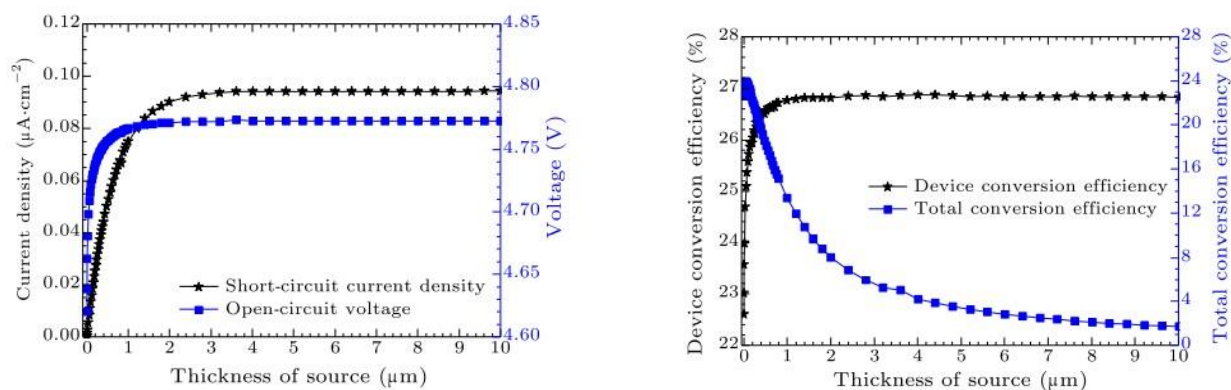 Current density (μA·cm⁻²)
0.12
0.10
0.08
0.06
0.04
0.02
0.00
Short-circuit current density
Open-circuit voltage
4.85
4.80
4.75
4.70
4.65
4.60
Voltage (V)
0 1 2 3 4 5 6 7 8 9 10
Thickness of source (μm)
Device conversion efficiency (%)
28
27
26
25
24
23
22
Device conversion efficiency
Total conversion efficiency
28
24
20
16
12
8
4
0
Total conversion efficiency (%)
0 1 2 3 4 5 6 7 8 9 10
Thickness of source (μm)